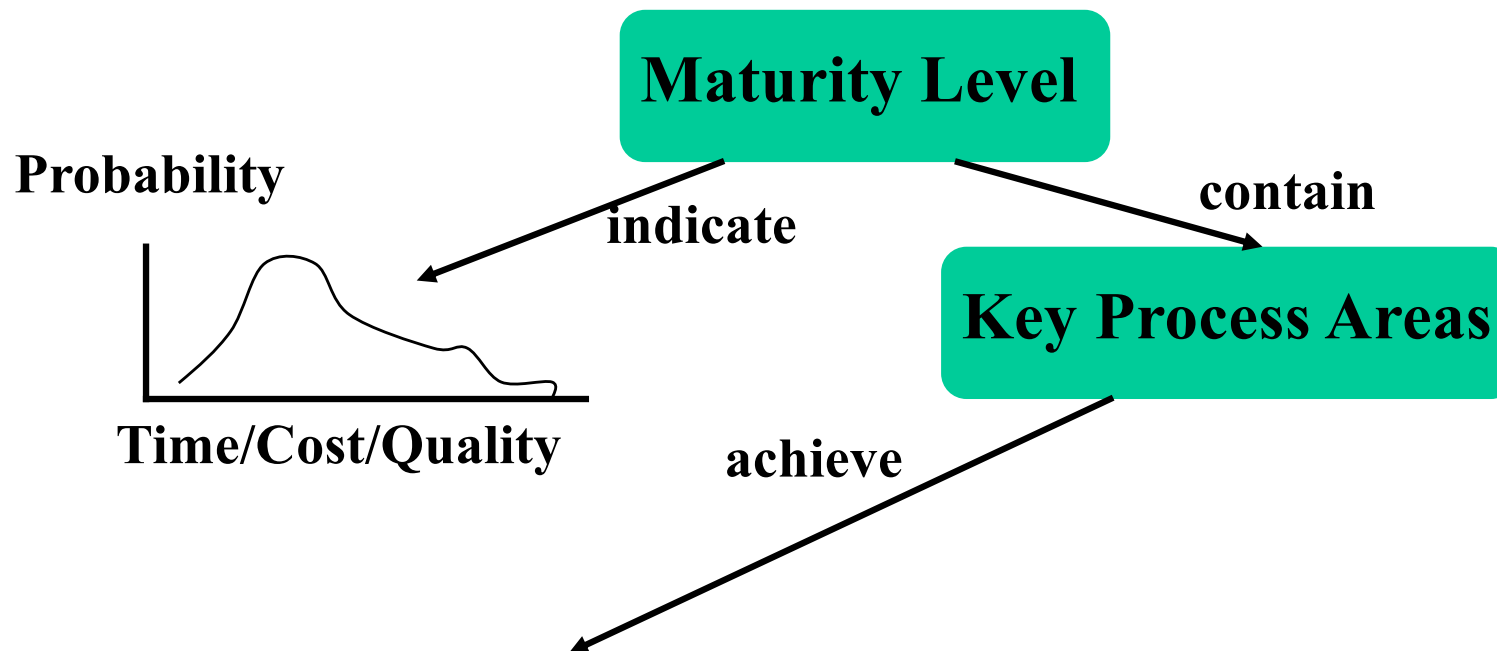 Maturity Level
Probability
indicate
contain
Key Process Areas
Time/Cost/Quality
achieve